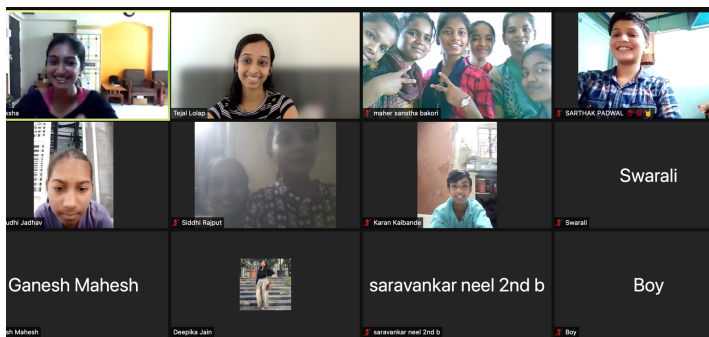 ksha
Tejal Lolap
maher sanstha bakori
SARTHAK PADWAL 💯💯🤘
udhi Jadhav
Siddhi Rajput
Karan Kalbande
Swarali
Swarali
Ganesh Mahesh
sh Mahesh
Deepika Jain
saravankar neel 2nd b
saravankar neel 2nd b
Boy
Boy